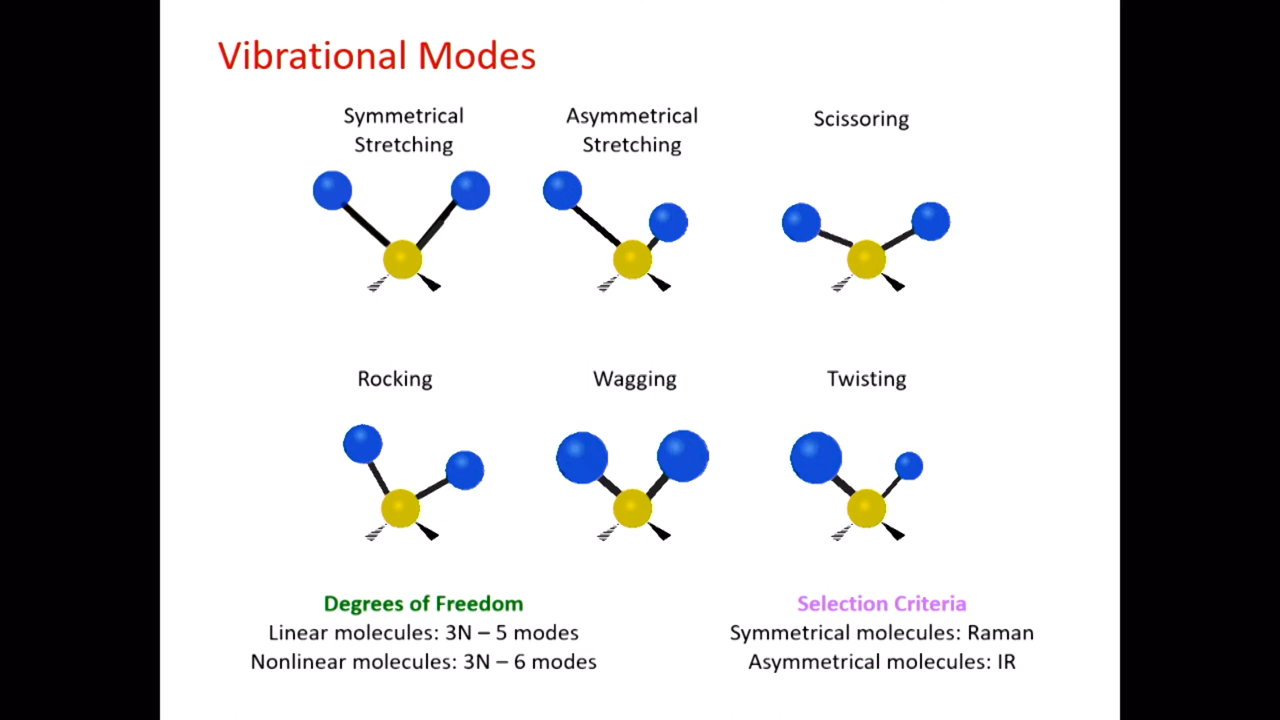 Vibrational Modes
Symmetrical
Stretching
Asymmetrical
Stretching
Scissoring
Rocking
Wagging
Twisting
Degrees of Freedom
Linear molecules: 3N – 5 modes
Nonlinear molecules: 3N – 6 modes
Selection Criteria
Symmetrical molecules: Raman
Asymmetrical molecules: IR